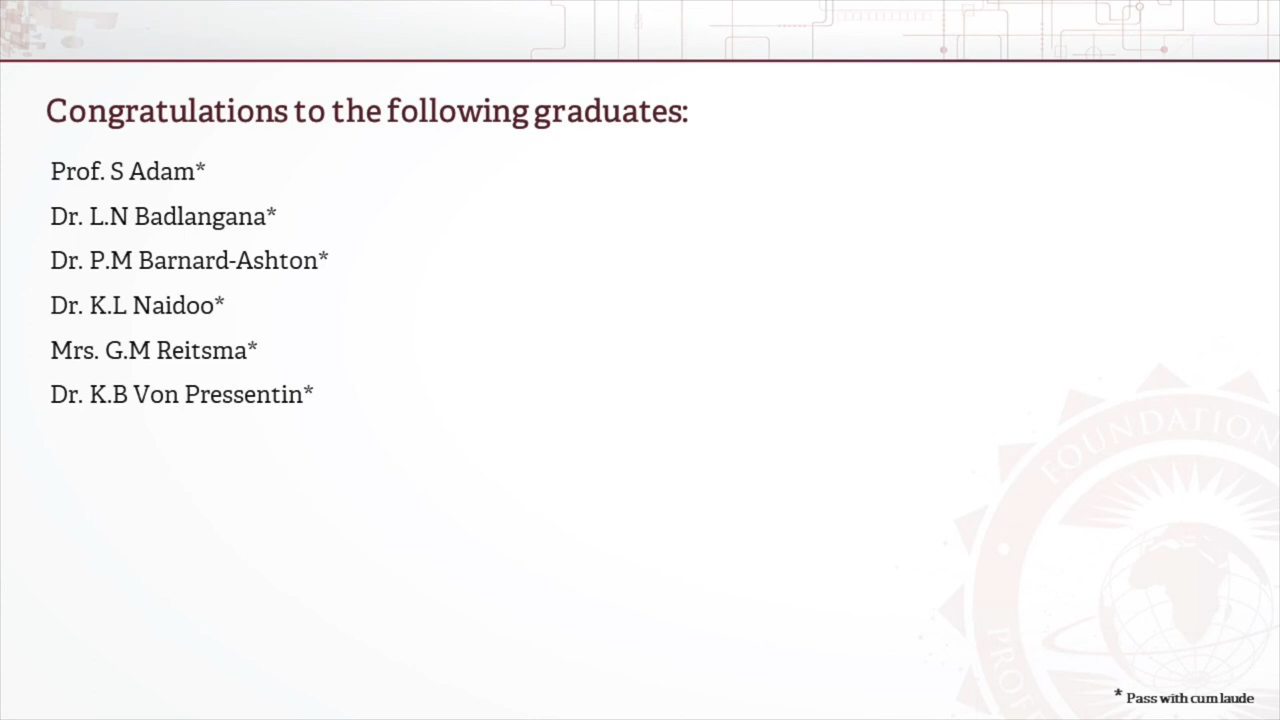 Congratulations to the following graduates:
Prof. S Adam*
Dr. L.N Badlangana*
Dr. P.M Barnard-Ashton*
Dr. K.L Naidoo*
Mrs. G.M Reitsma*
Dr. K.B Von Pressentin*
FOUNDATION
* Pass with cum laude